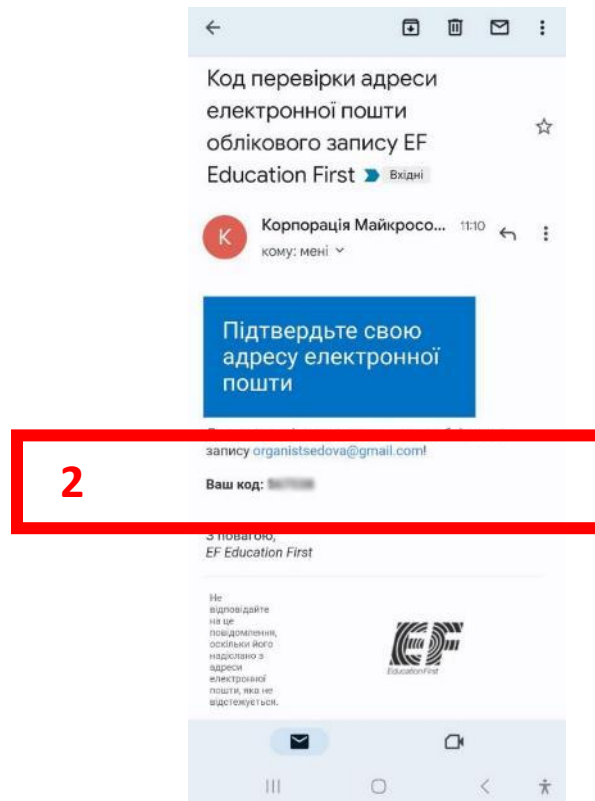 Код перевірки адреси
електронної пошти
облікового запису EF
Education First Вхідні
К
Корпорація Майкросо... 11:10
кому: мені
Підтвердьте свою
адресу електронної
пошти
2
запису organistsedova@gmail.com!
Ваш код:
З повагою,
EF Education First
Не
відповідайте
на це
повідомлення,
оскільки його
надіслано з
адреси
електронної
пошти, яка не
відстежується.
EF
Education First